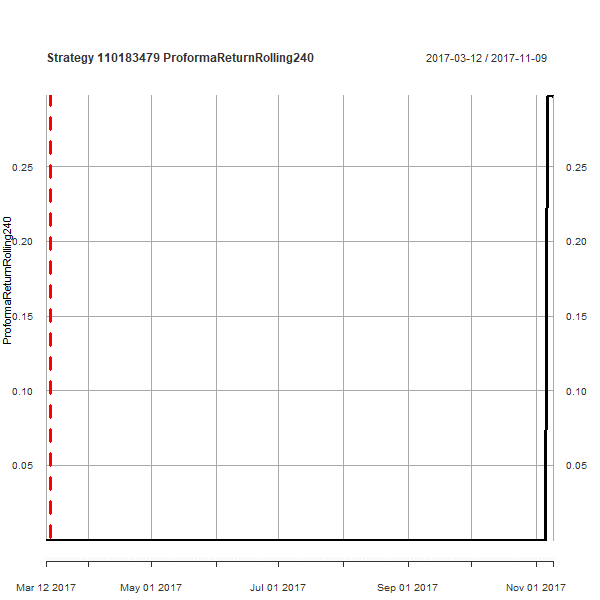 Strategy 110183479 ProformaReturnRolling240
2017-03-12 / 2017-11-09
ProformaReturnRolling240
0.25 0.25
0.20 0.20
0.15 0.15
0.10 0.10
0.05 0.05
Mar 12 2017 May 01 2017 Jul 01 2017 Sep 01 2017 Nov 01 2017